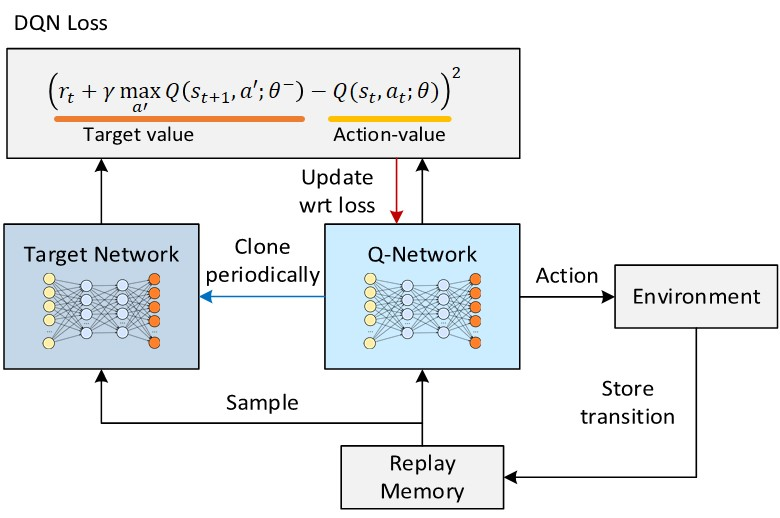 DQN Loss
(r_t + γ max_{a′} Q(s_{t+1}, a′; θ⁻) − Q(s_t, a_t; θ))²
Target value
Action-value
Update
wrt loss
Target Network
Clone
periodically
Q-Network
Action
Environment
Sample
Store
transition
Replay
Memory